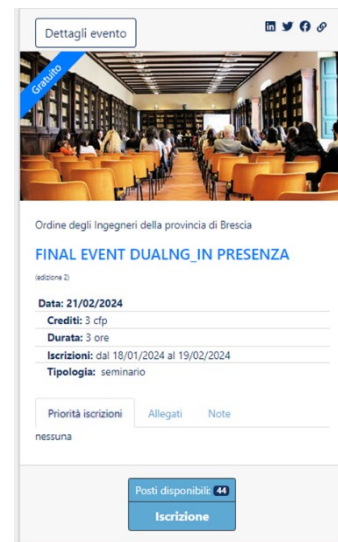 Dettagli evento
Gratuito
Ordine degli Ingegneri della provincia di Brescia
FINAL EVENT DUALNG_IN PRESENZA
(edizione 2)
Data: 21/02/2024
Crediti: 3 cfp
Durata: 3 ore
Iscrizioni: dal 18/01/2024 al 19/02/2024
Tipologia: seminario
Priorità iscrizioni Allegati Note
nessuna
Posti disponibili: 44
Iscrizione